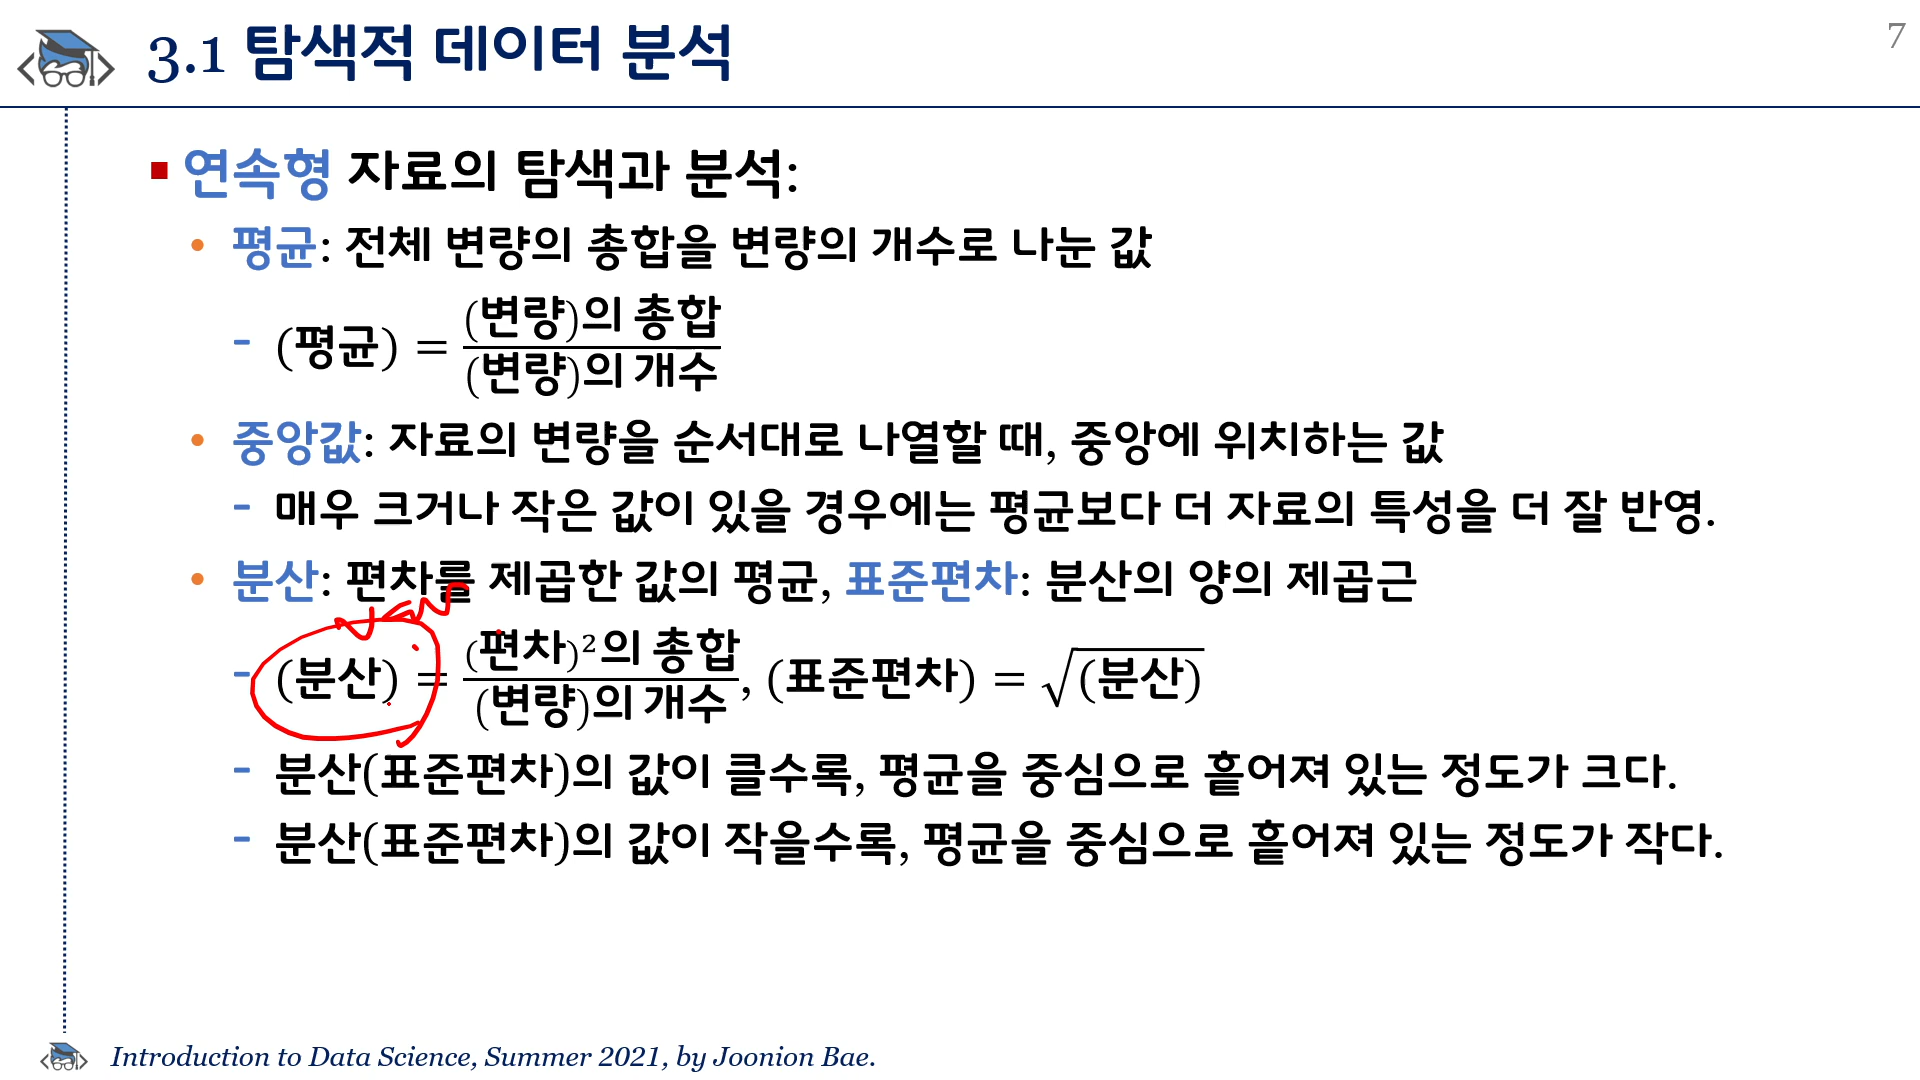 3.1 탐색적 데이터 분석
7
연속형 자료의 탐색과 분석:
평균: 전체 변량의 총합을 변량의 개수로 나눈 값
- (평균) = (변량)의 총합 / (변량)의 개수
중앙값: 자료의 변량을 순서대로 나열할 때, 중앙에 위치하는 값
- 매우 크거나 작은 값이 있을 경우에는 평균보다 더 자료의 특성을 더 잘 반영.
분산: 편차를 제곱한 값의 평균, 표준편차: 분산의 양의 제곱근
- (분산) = (편차)²의 총합 / (변량)의 개수, (표준편차) = √(분산)
- 분산(표준편차)의 값이 클수록, 평균을 중심으로 흩어져 있는 정도가 크다.
- 분산(표준편차)의 값이 작을수록, 평균을 중심으로 흩어져 있는 정도가 작다.
Introduction to Data Science, Summer 2021, by Joonion Bae.